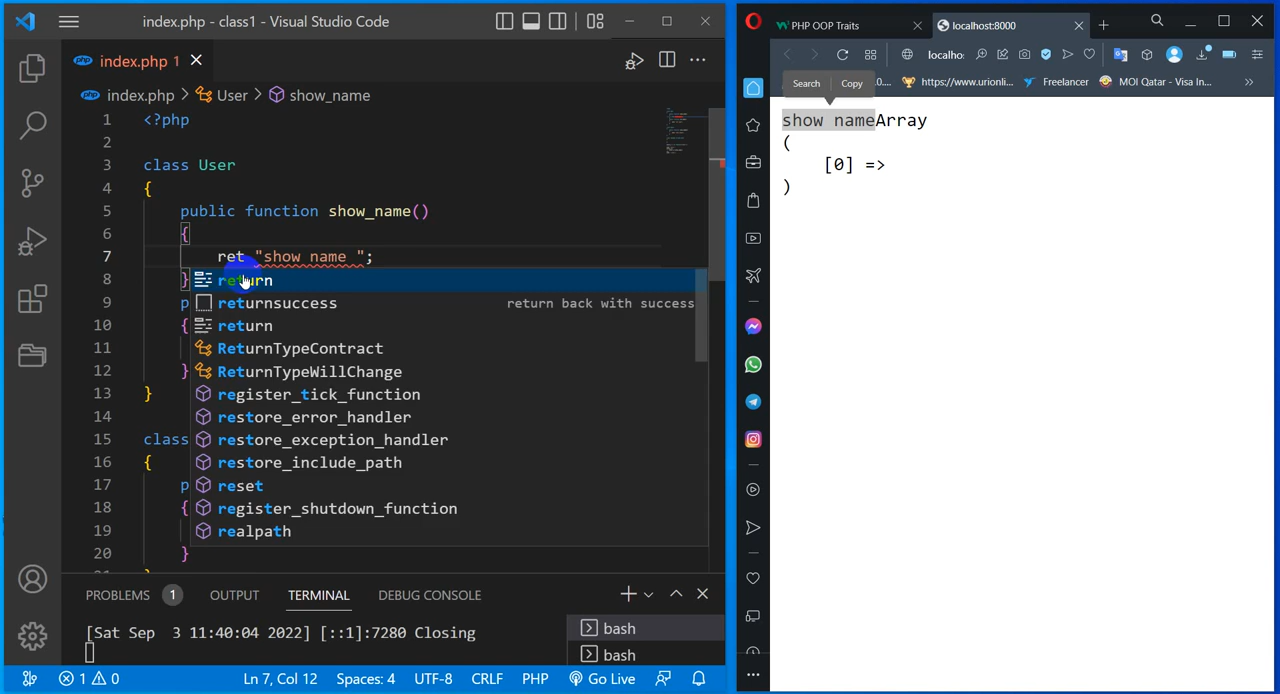 index.php - class1 - Visual Studio Code
index.php 1
index.php > User > show_name
1 <?php
2
3 class User
4 {
5 public function show_name()
6 {
7 ret "show name ";
8 }
9 p
10 {
11
12 }
13 }
14
15 class
16 {
17 p
18 {
19
20 }
return
returnsuccess return back with success
return
ReturnTypeContract
ReturnTypeWillChange
register_tick_function
restore_error_handler
restore_exception_handler
restore_include_path
reset
register_shutdown_function
realpath
PROBLEMS 1 OUTPUT TERMINAL DEBUG CONSOLE
[Sat Sep 3 11:40:04 2022] [::1]:7280 Closing
bash
bash
1 0 Ln 7, Col 12 Spaces: 4 UTF-8 CRLF PHP Go Live
PHP OOP Traits
localhost:8000
localho:
Search Copy
0.... https://www.urionli... Freelancer MOI Qatar - Visa In... »
show nameArray
(
[0] =>
)